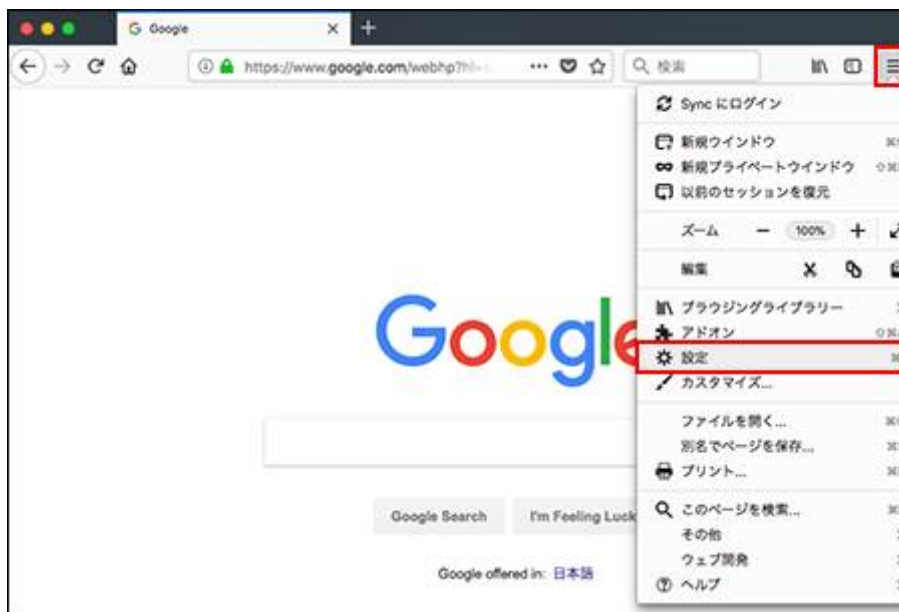 Google
https://www.google.com/webhp?hl=
検索
Sync にログイン
新規ウインドウ
新規プライベートウインドウ
以前のセッションを復元
ズーム 100%
編集
ブラウジングライブラリー
アドオン
設定
カスタマイズ...
ファイルを開く...
別名でページを保存...
プリント...
このページを検索...
その他
ウェブ開発
ヘルプ
Google
Google Search I'm Feeling Luck
Google offered in: 日本語